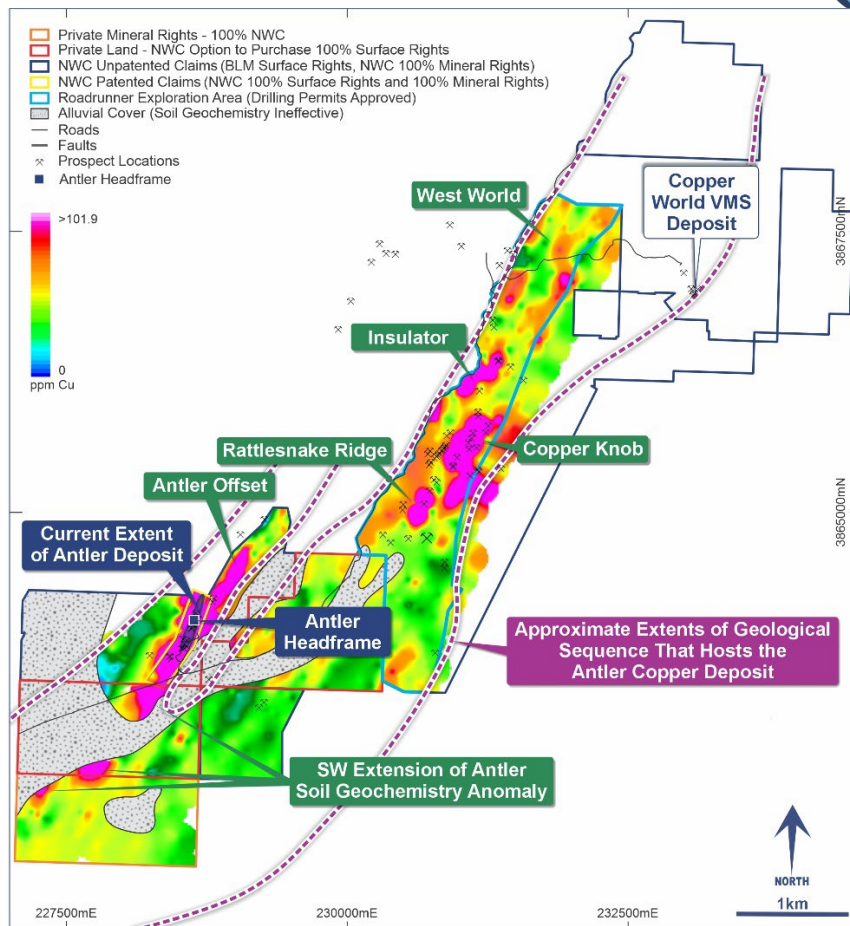 Private Mineral Rights - 100% NWC
Private Land - NWC Option to Purchase 100% Surface Rights
NWC Unpatented Claims (BLM Surface Rights, NWC 100% Mineral Rights)
NWC Patented Claims (NWC 100% Surface Rights and 100% Mineral Rights)
Roadrunner Exploration Area (Drilling Permits Approved)
Alluvial Cover (Soil Geochemistry Ineffective)
Roads
Faults
Prospect Locations
Antler Headframe
>101.9
0
ppm Cu
West World
Copper
World VMS
Deposit
3867500mN
Insulator
Rattlesnake Ridge
Copper Knob
Antler Offset
3865000mN
Current Extent
of Antler Deposit
Antler
Headframe
Approximate Extents of Geological
Sequence That Hosts the
Antler Copper Deposit
SW Extension of Antler
Soil Geochemistry Anomaly
NORTH
1km
227500mE
230000mE
232500mE